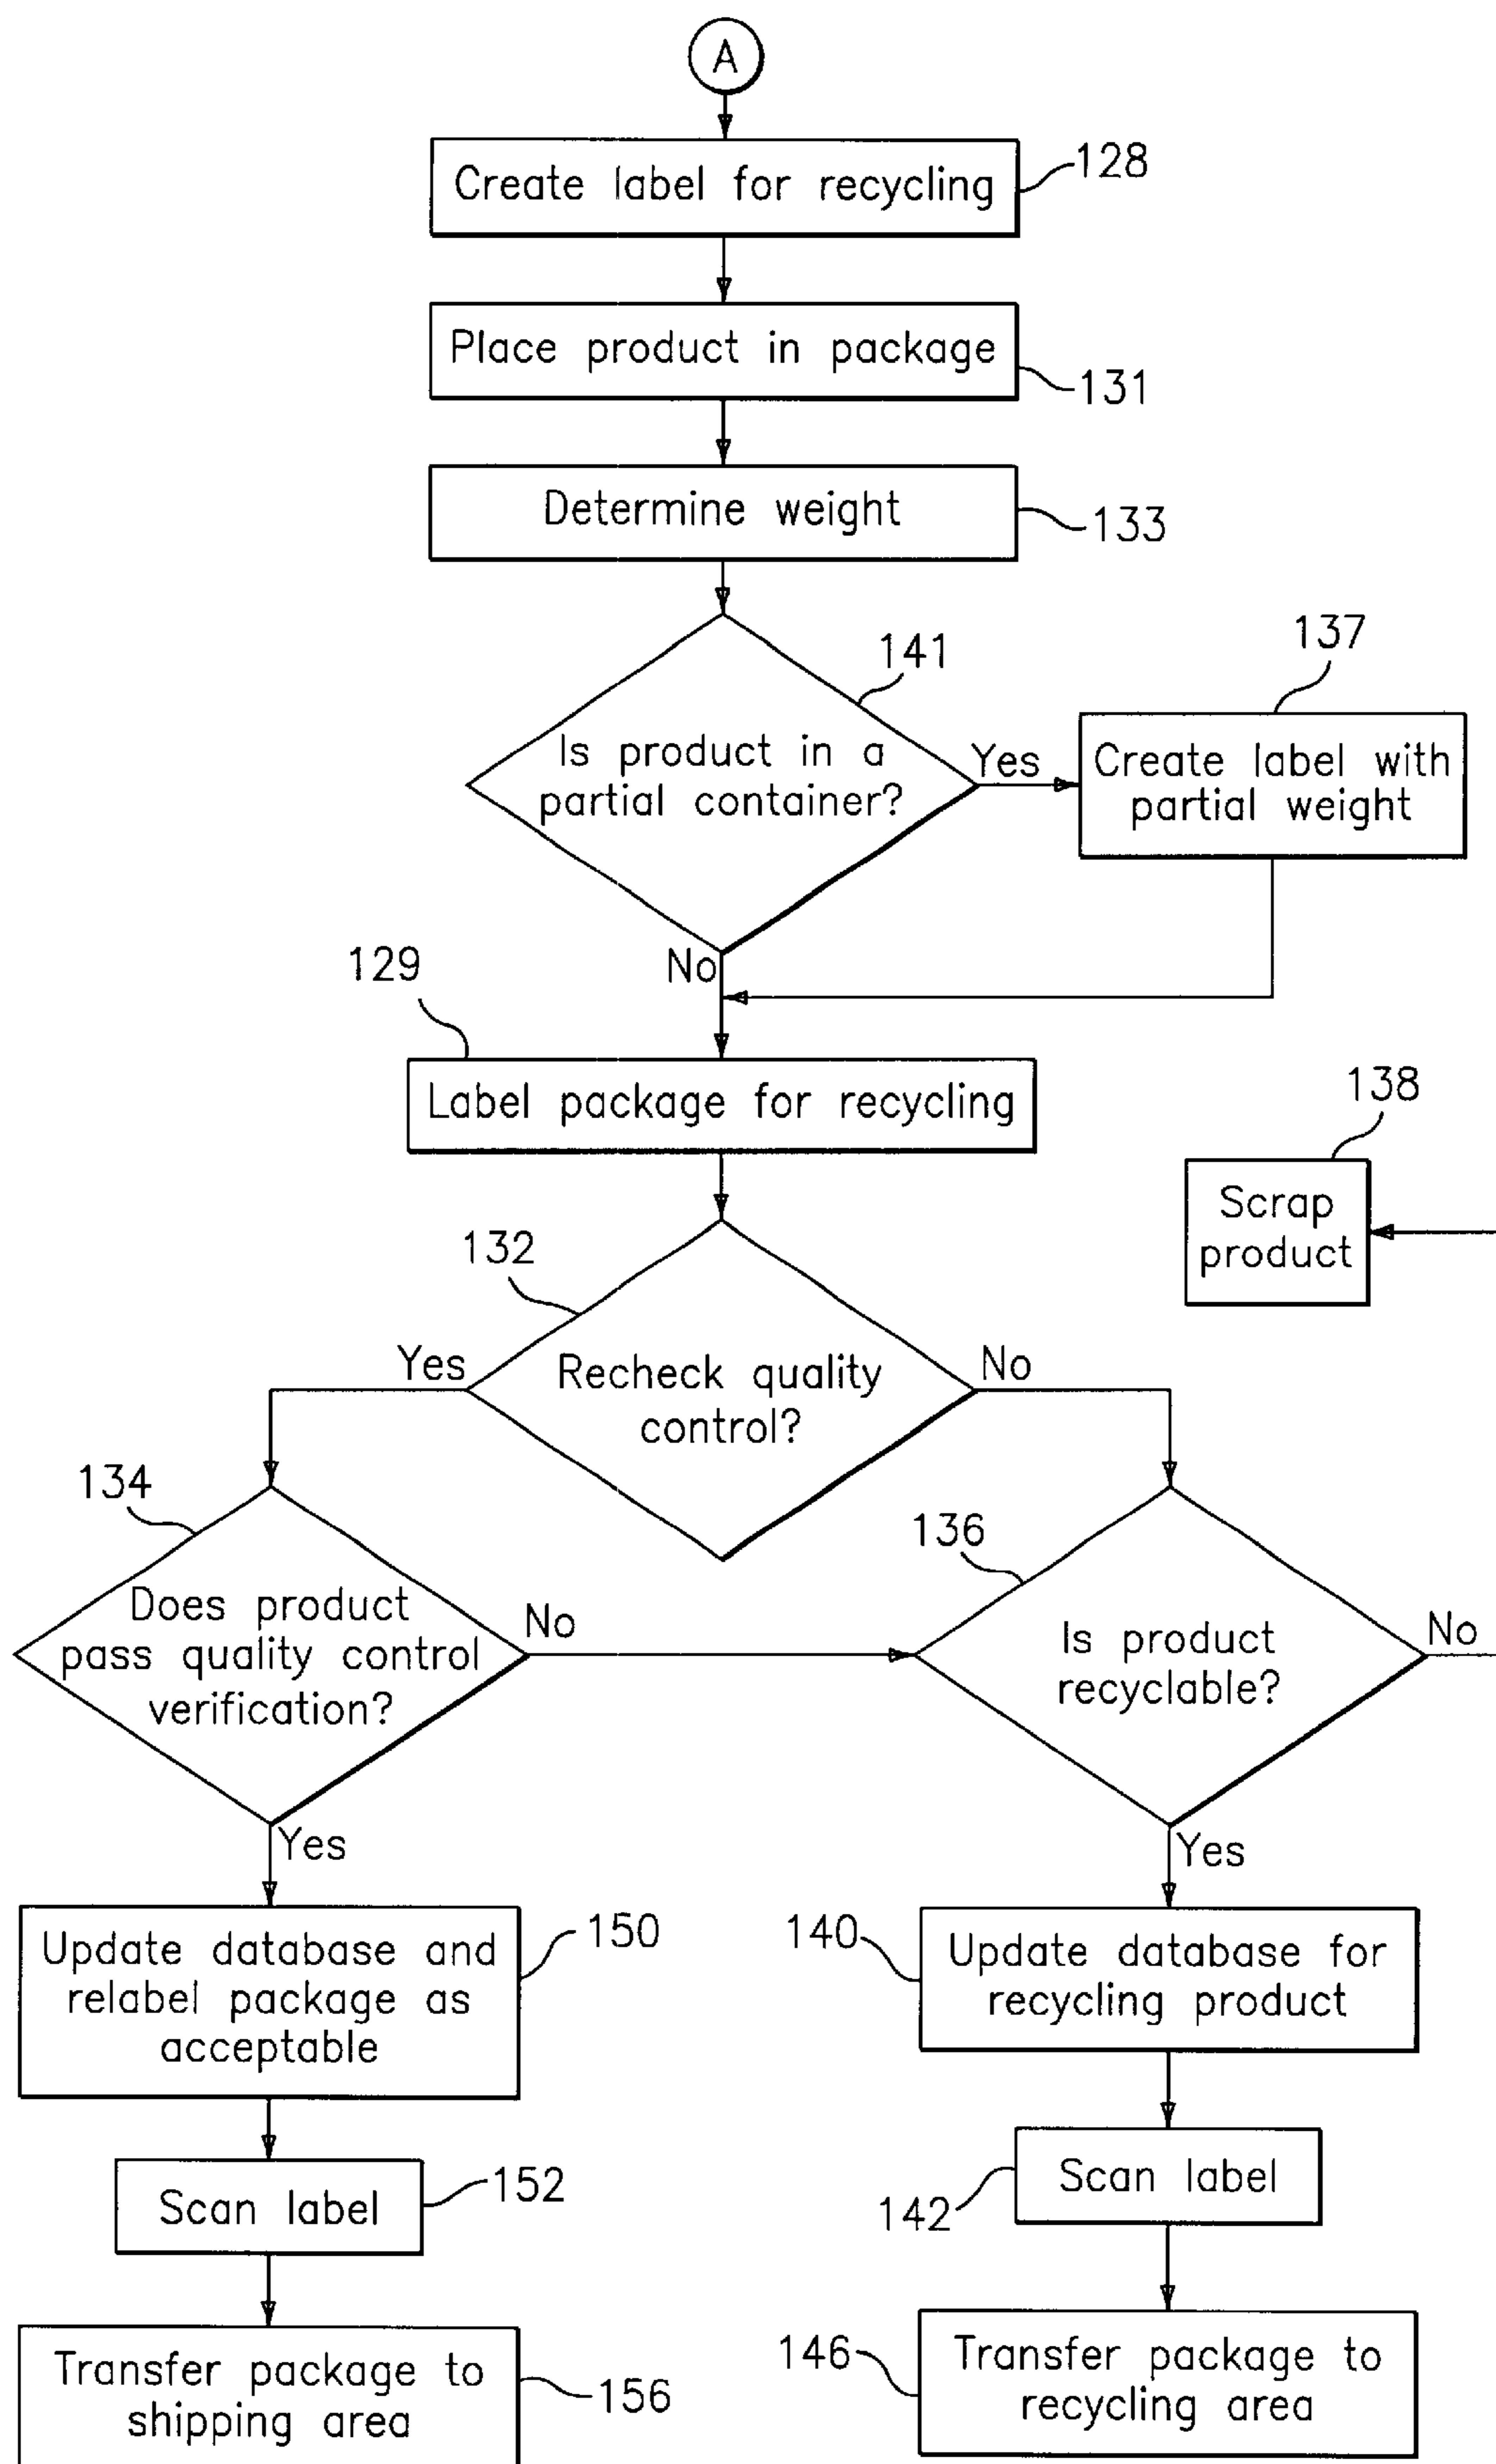 A
Create label for recycling
128
Place product in package
131
Determine weight
133
141
137
Is product in a
partial container?
Yes
Create label with
partial weight
No
129
Label package for recycling
138
Scrap
product
132
Yes
Recheck quality
control?
No
134
136
Does product
pass quality control
verification?
No
Is product
recyclable?
No
Yes
Yes
Update database and
relabel package as
acceptable
150
140
Update database for
recycling product
Scan label
152
142
Scan label
Transfer package to
shipping area
156
146
Transfer package to
recycling area